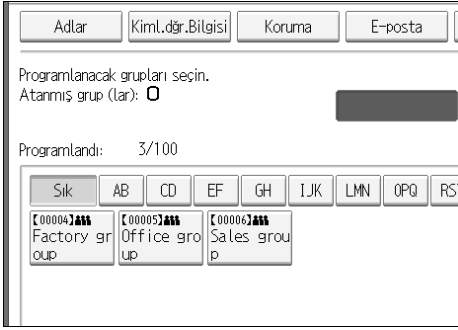 Adlar Kiml.dğr.Bilgisi Koruma E-posta
Programlanacak grupları seçin.
Atanmış grup (lar): 0
Programlandı: 3/100
Sık AB CD EF GH IJK LMN OPQ RST
【00004】 【00005】 【00006】
Factory gr Office gro Sales grou
oup up p